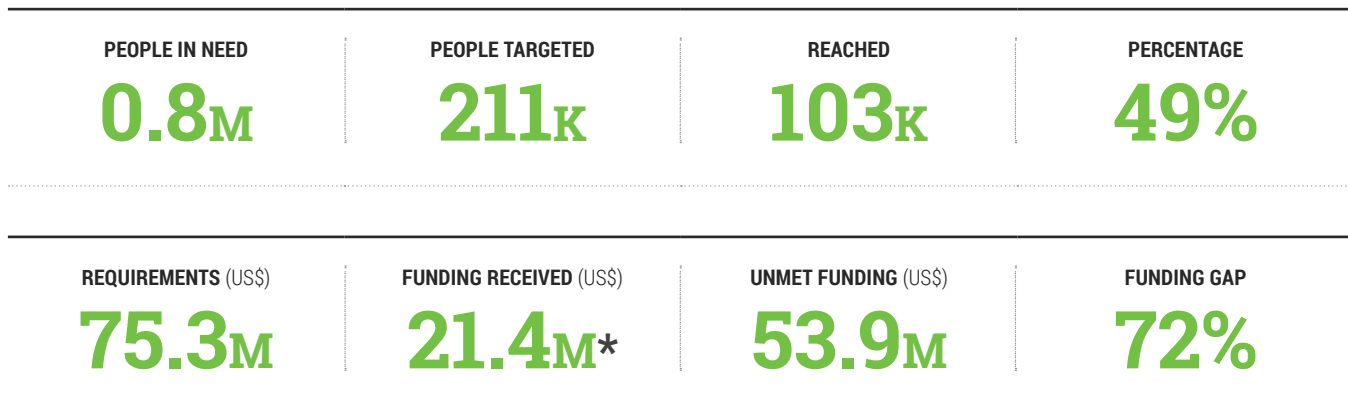 PEOPLE IN NEED
0.8M
PEOPLE TARGETED
211K
REACHED
103K
PERCENTAGE
49%
REQUIREMENTS (US$)
75.3M
FUNDING RECEIVED (US$)
21.4M*
UNMET FUNDING (US$)
53.9M
FUNDING GAP
72%